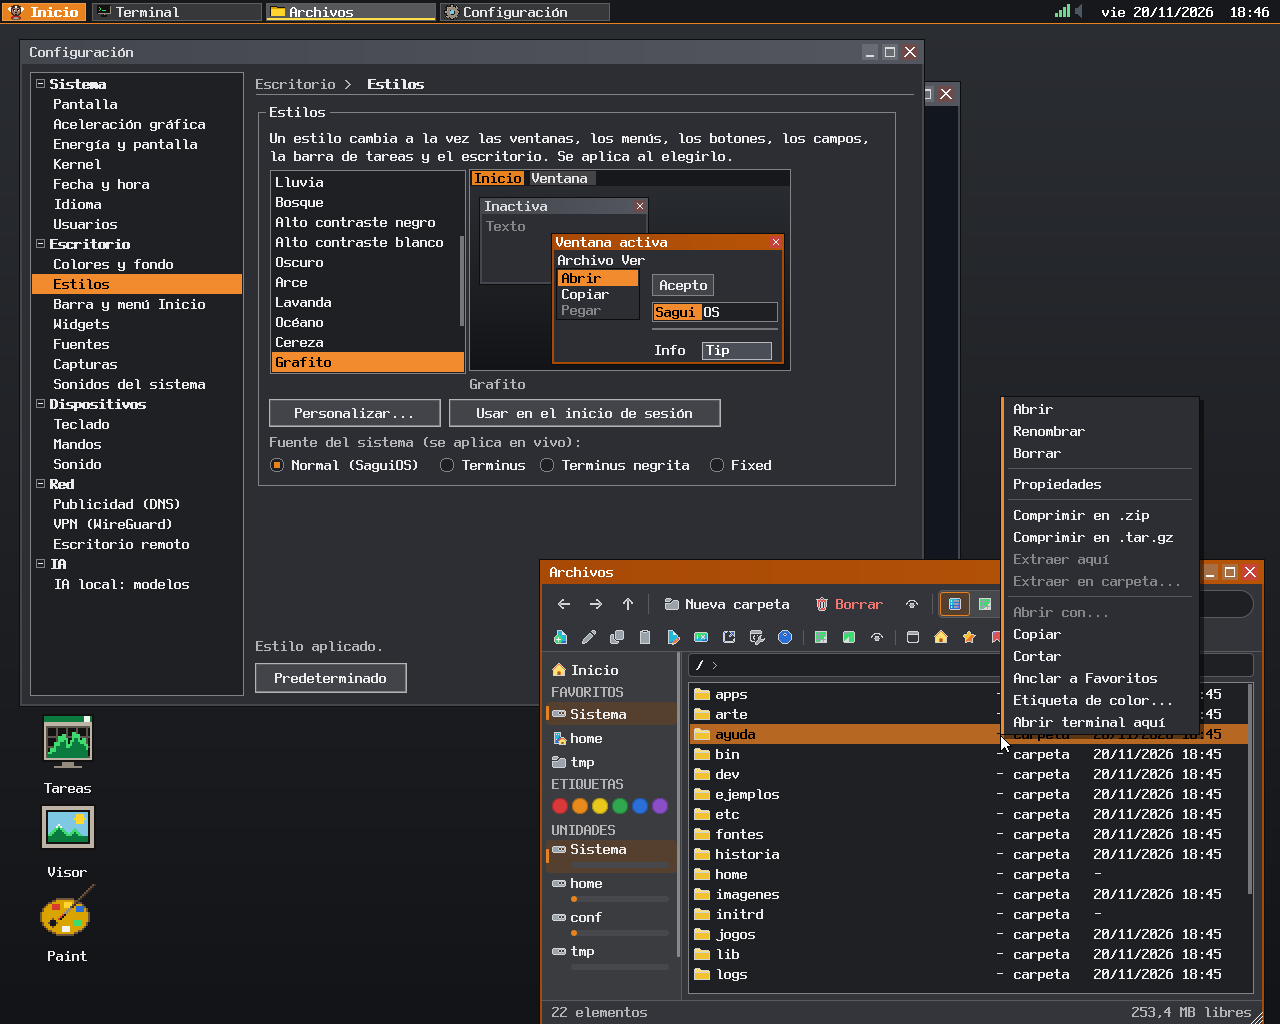 Inicio
Terminal
Archivos
Configuración
vie 20/11/2026 18:46
Configuración
Sistema
Pantalla
Aceleración gráfica
Energía y pantalla
Kernel
Fecha y hora
Idioma
Usuarios
Escritorio
Colores y fondo
Estilos
Barra y menú Inicio
Widgets
Fuentes
Capturas
Sonidos del sistema
Dispositivos
Teclado
Mandos
Sonido
Red
Publicidad (DNS)
VPN (WireGuard)
Escritorio remoto
IA
IA local: modelos
Escritorio > Estilos
Estilos
Un estilo cambia a la vez las ventanas, los menús, los botones, los campos,
la barra de tareas y el escritorio. Se aplica al elegirlo.
Lluvia
Bosque
Alto contraste negro
Alto contraste blanco
Oscuro
Arce
Lavanda
Océano
Cereza
Grafito
Inicio Ventana
Inactiva
Texto
Ventana activa
Archivo Ver
Abrir
Copiar
Pegar
Acepto
Sagui OS
Info
Tip
Grafito
Personalizar...
Usar en el inicio de sesión
Fuente del sistema (se aplica en vivo):
Normal (SaguiOS)
Terminus
Terminus negrita
Fixed
Estilo aplicado.
Predeterminado
Tareas
Visor
Paint
Archivos
Nueva carpeta
Borrar
/ >
Inicio
FAVORITOS
Sistema
home
tmp
ETIQUETAS
UNIDADES
Sistema
home
conf
tmp
apps - :45
arte - :45
ayuda - carpeta 20/11/2026 18:45
bin - carpeta 20/11/2026 18:45
dev - carpeta 20/11/2026 18:45
ejemplos - carpeta 20/11/2026 18:45
etc - carpeta 20/11/2026 18:45
fontes - carpeta 20/11/2026 18:45
historia - carpeta 20/11/2026 18:45
home - carpeta -
imagenes - carpeta 20/11/2026 18:45
initrd - carpeta -
jogos - carpeta 20/11/2026 18:45
lib - carpeta 20/11/2026 18:45
logs - carpeta 20/11/2026 18:45
22 elementos
253,4 MB libres
Abrir
Renombrar
Borrar
Propiedades
Comprimir en .zip
Comprimir en .tar.gz
Extraer aquí
Extraer en carpeta...
Abrir con...
Copiar
Cortar
Anclar a Favoritos
Etiqueta de color...
Abrir terminal aquí